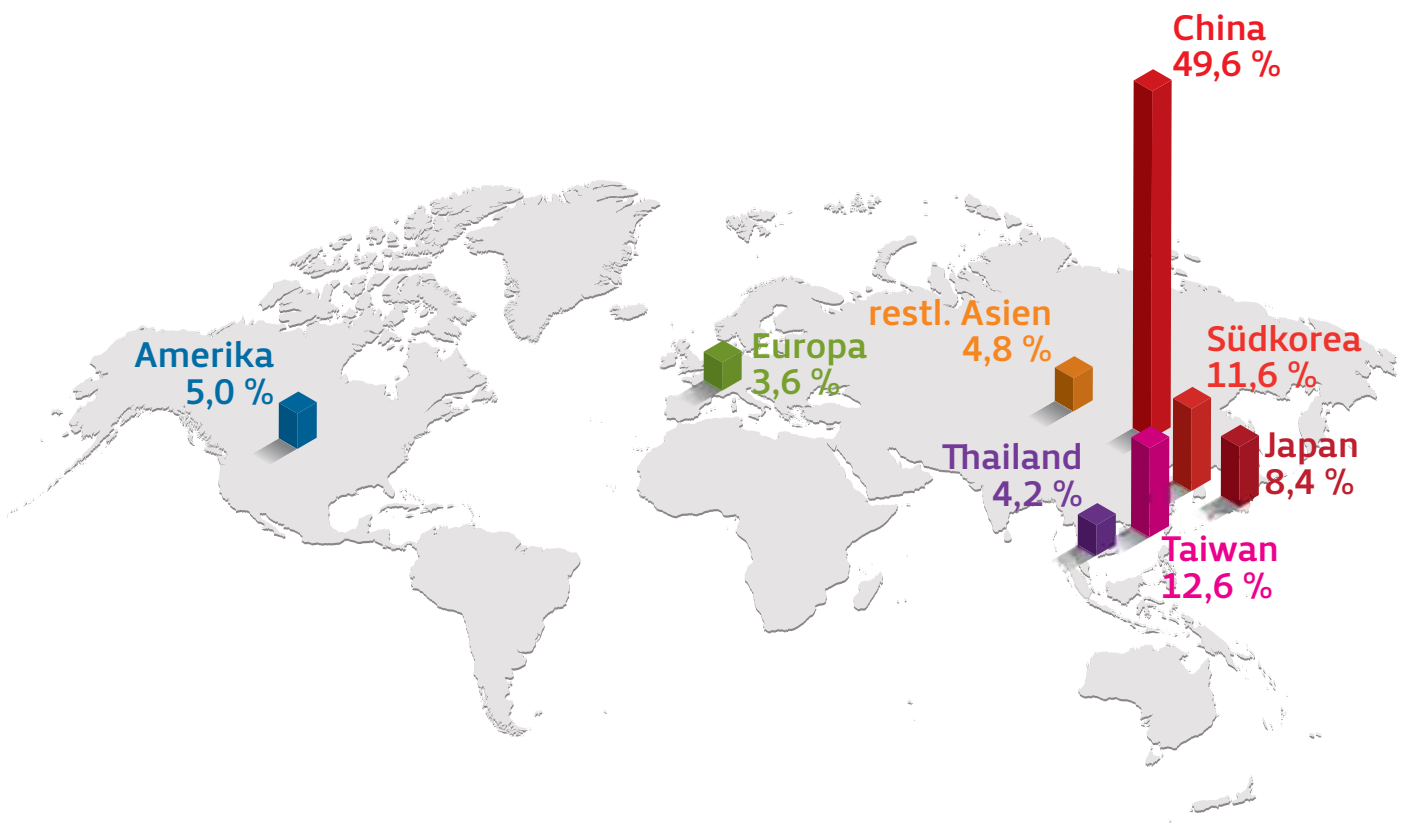 China
49,6 %
restl. Asien
4,8 %
Südkorea
11,6 %
Europa
3,6 %
Amerika
5,0 %
Japan
8,4 %
Thailand
4,2 %
Taiwan
12,6 %